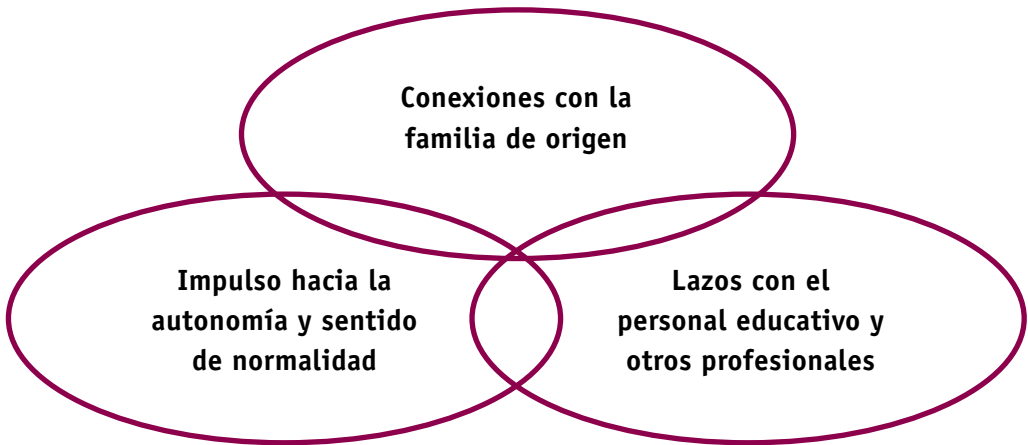 Conexiones con la
familia de origen
Impulso hacia la
autonomía y sentido
de normalidad
Lazos con el
personal educativo y
otros profesionales